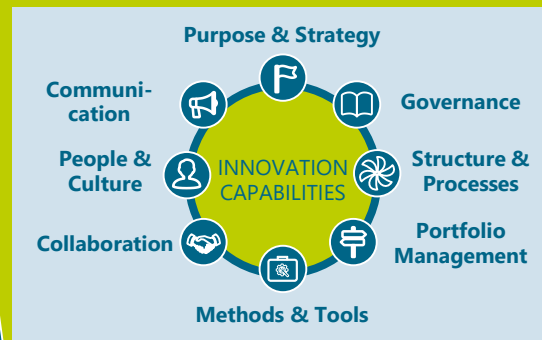 Purpose & Strategy
Communi-
cation
Governance
People &
Culture
INNOVATION
CAPABILITIES
Structure &
Processes
Collaboration
Portfolio
Management
Methods & Tools